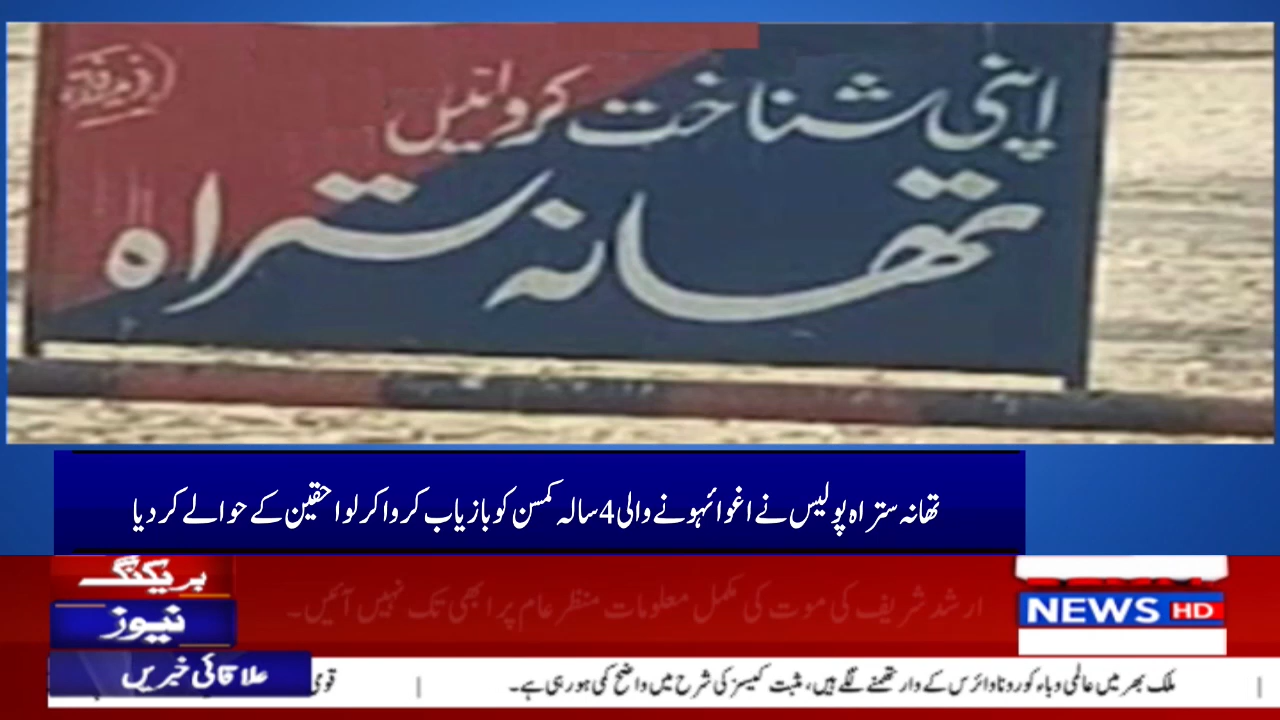 اپنی شناخت کروائیں
تھانہ ستراہ
تھانہ ستراہ پولیس نے اغوائہونے والی 4 سالہ کمسن کو بازیاب کروا کر لواحقین کے حوالے کر دیا
بریکنگ
نیوز
ارشد شریف کی موت کی مکمل معلومات منظر عام پر ابھی تک نہیں آئیں۔
NEWS HD
علاقائی خبریں
ملک بھر میں عالمی وباء کورونا وائرس کے وار تھمنے لگے ہیں، مثبت کیسز کی شرح میں واضح کمی ہو رہی ہے۔ |